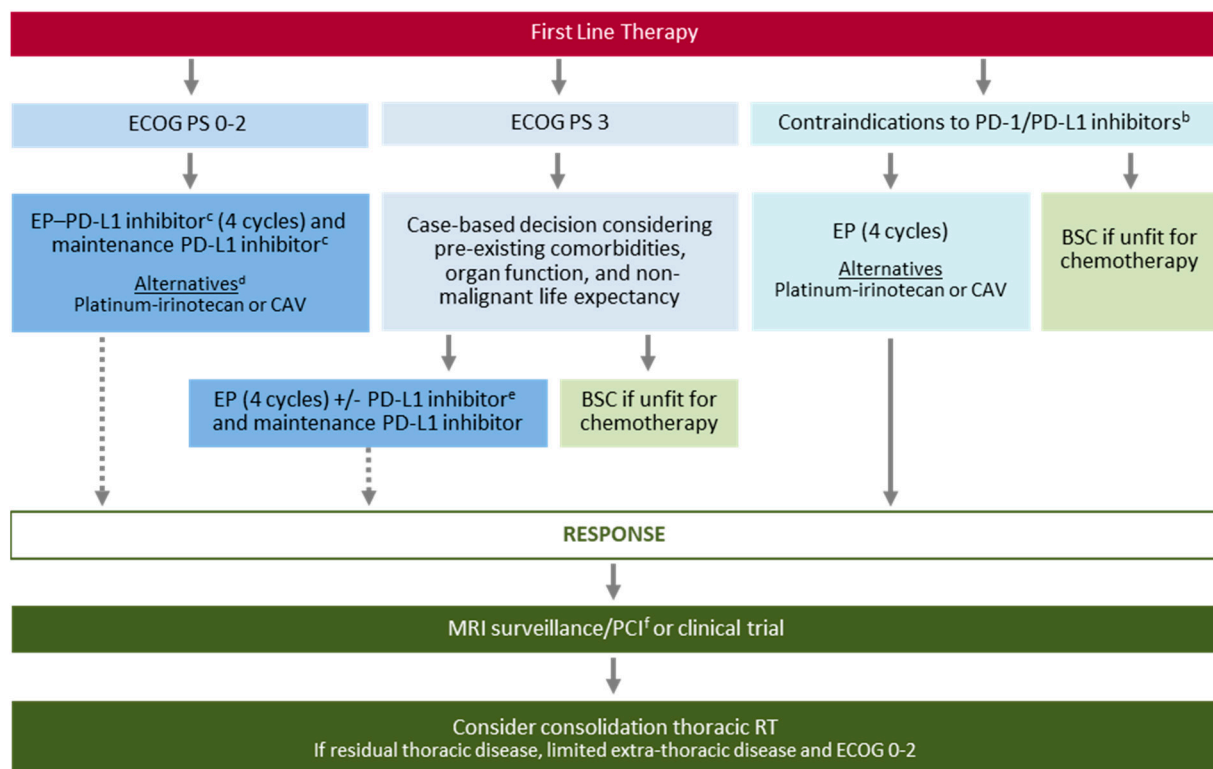 First Line Therapy
ECOG PS 0-2
ECOG PS 3
Contraindications to PD-1/PD-L1 inhibitorsᵇ
EP–PD-L1 inhibitorᶜ (4 cycles) and
maintenance PD-L1 inhibitorᶜ
Alternativesᵈ
Platinum-irinotecan or CAV
Case-based decision considering
pre-existing comorbidities,
organ function, and non-
malignant life expectancy
EP (4 cycles)
Alternatives
Platinum-irinotecan or CAV
BSC if unfit for
chemotherapy
EP (4 cycles) +/- PD-L1 inhibitorᵉ
and maintenance PD-L1 inhibitor
BSC if unfit for
chemotherapy
RESPONSE
MRI surveillance/PCIᶠ or clinical trial
Consider consolidation thoracic RT
If residual thoracic disease, limited extra-thoracic disease and ECOG 0-2